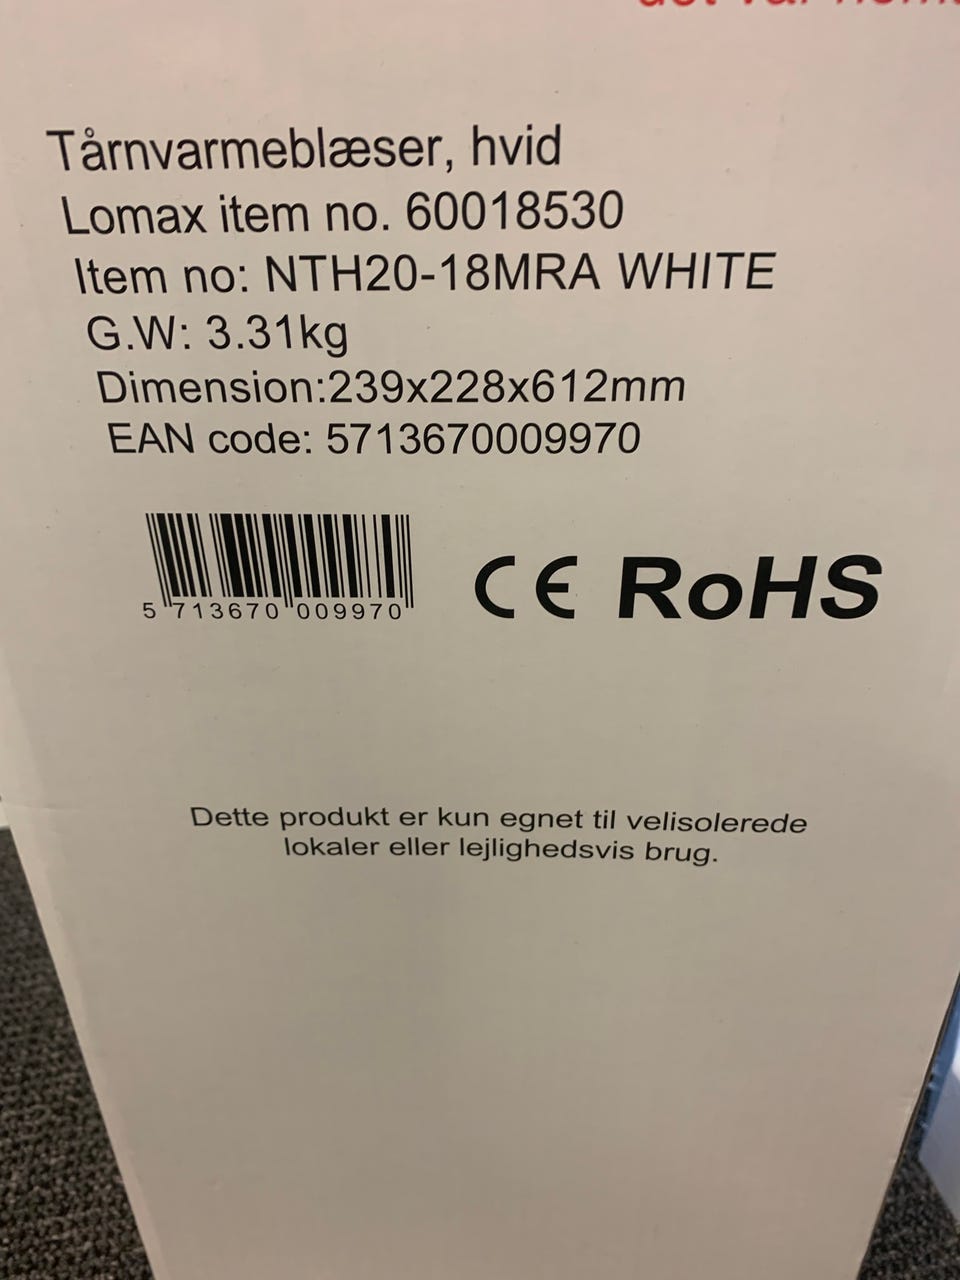 Tårnvarmeblæser, hvid
Lomax item no. 60018530
Item no: NTH20-18MRA WHITE
G.W: 3.31kg
Dimension:239x228x612mm
EAN code: 5713670009970
5 713670 009970
CE RoHS
Dette produkt er kun egnet til velisolerede
lokaler eller lejlighedsvis brug.